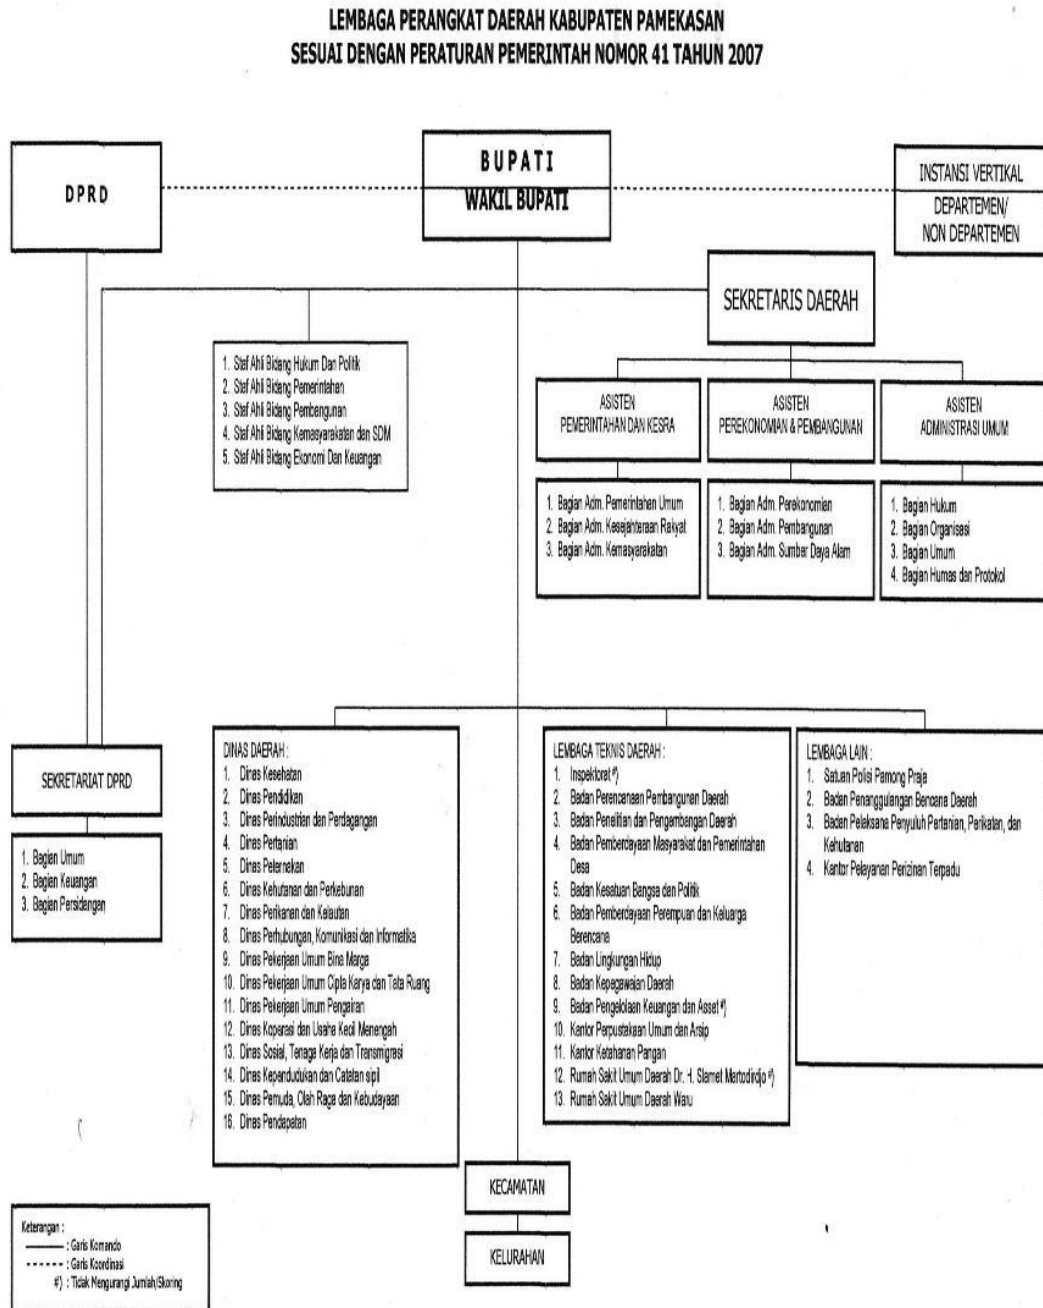 LEMBAGA PERANGKAT DAERAH KABUPATEN PAMEKASAN
SESUAI DENGAN PERATURAN PEMERINTAH NOMOR 41 TAHUN 2007
DPRD
BUPATI
WAKIL BUPATI
INSTANSI VERTIKAL
DEPARTEMEN/
NON DEPARTEMEN
SEKRETARIS DAERAH
1. Staf Ahli Bidang Hukum Dan Politik
2. Staf Ahli Bidang Pemerintahan
3. Staf Ahli Bidang Pembangunan
4. Staf Ahli Bidang Kemasyarakatan dan SDM
5. Staf Ahli Bidang Ekonomi Dan Keuangan
ASISTEN
PEMERINTAHAN DAN KESRA
ASISTEN
PEREKONOMIAN & PEMBANGUNAN
ASISTEN
ADMINISTRASI UMUM
1. Bagian Adm. Pemerintahan Umum
2. Bagian Adm. Kesejahteraan Rakyat
3. Bagian Adm. Kemasyarakatan
1. Bagian Adm. Perekonomian
2. Bagian Adm. Pembangunan
3. Bagian Adm. Sumber Daya Alam
1. Bagian Hukum
2. Bagian Organisasi
3. Bagian Umum
4. Bagian Humas dan Protokol
SEKRETARIAT DPRD
1. Bagian Umum
2. Bagian Keuangan
3. Bagian Persidangan
DINAS DAERAH :
1. Dinas Kesehatan
2. Dinas Pendidikan
3. Dinas Perindustrian dan Perdagangan
4. Dinas Pertanian
5. Dinas Peternakan
6. Dinas Kehutanan dan Perkebunan
7. Dinas Perikanan dan Kelautan
8. Dinas Perhubungan, Komunikasi dan Informatika
9. Dinas Pekerjaan Umum Bina Marga
10. Dinas Pekerjaan Umum Cipta Karya dan Tata Ruang
11. Dinas Pekerjaan Umum Pengairan
12. Dinas Koperasi dan Usaha Kecil Menengah
13. Dinas Sosial, Tenaga Kerja dan Transmigrasi
14. Dinas Kependudukan dan Catatan sipil
15. Dinas Pemuda, Olah Raga dan Kebudayaan
16. Dinas Pendapatan
LEMBAGA TEKNIS DAERAH :
1. Inspektorat #)
2. Badan Perencanaan Pembangunan Daerah
3. Badan Penelitian dan Pengembangan Daerah
4. Badan Pemberdayaan Masyarakat dan Pemerintahan
Desa
5. Badan Kesatuan Bangsa dan Politik
6. Badan Pemberdayaan Perempuan dan Keluarga
Berencana
7. Badan Lingkungan Hidup
8. Badan Kepegawaian Daerah
9. Badan Pengelolaan Keuangan dan Asset #)
10. Kantor Perpustakaan Umum dan Arsip
11. Kantor Ketahanan Pangan
12. Rumah Sakit Umum Daerah Dr. H. Slamet Martodirdjo #)
13. Rumah Sakit Umum Daerah Waru
LEMBAGA LAIN :
1. Satuan Polisi Pamong Praja
2. Badan Penanggulangan Bencana Daerah
3. Badan Pelaksana Penyuluh Pertanian, Perikatan, dan
Kehutanan
4. Kantor Pelayanan Perizinan Terpadu
KECAMATAN
KELURAHAN
Keterangan :
: Garis Komando
: Garis Koordinasi
#) : Tidak Mengurangi Jumlah/Skoring